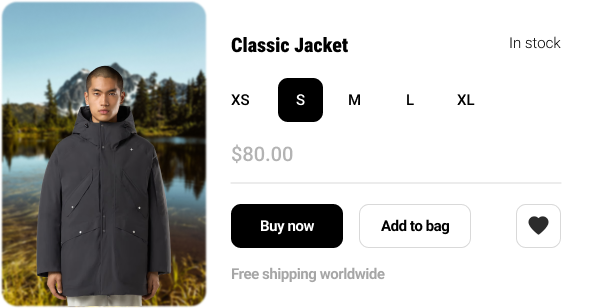 Classic Jacket In stock
XS S M L XL
$80.00
Buy now Add to bag
Free shipping worldwide